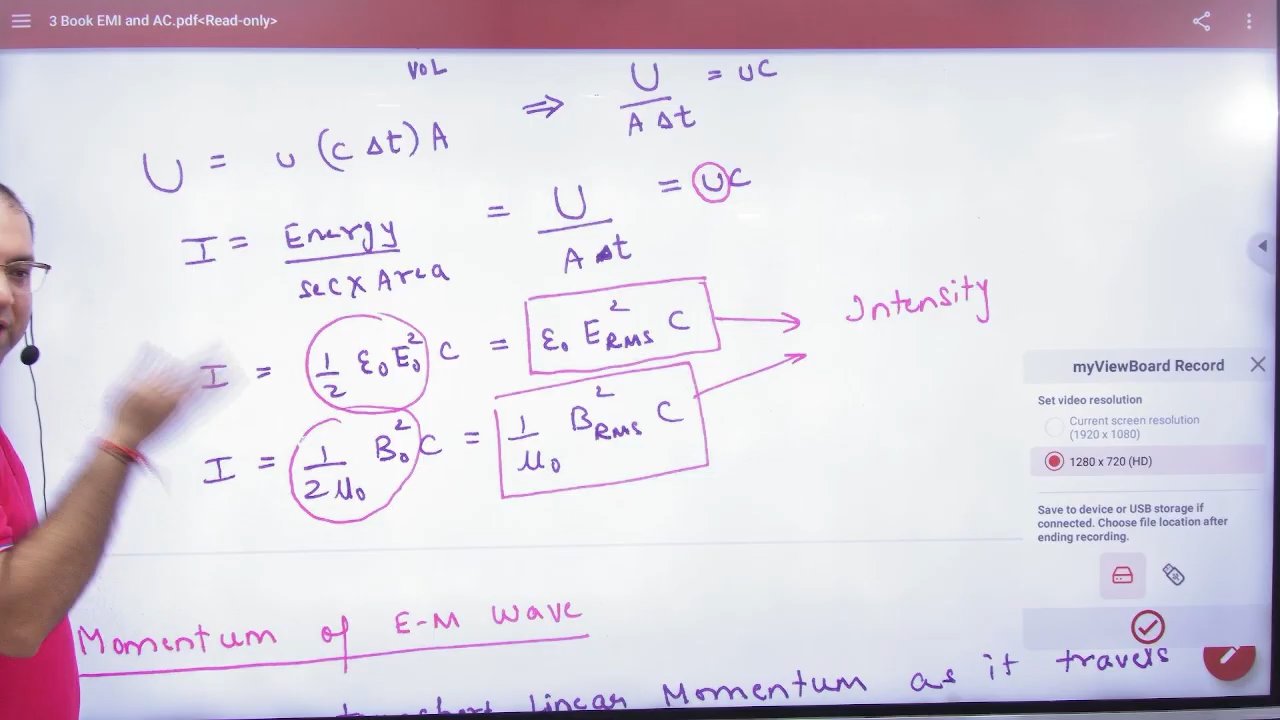 3 Book EMI and AC.pdf<Read-only>
VOL
U = u (C Δt) A ⇒ U / A Δt = uC
I = Energy / sec x Area = U / A Δt = uC
I = 1/2 ε₀E₀² C = ε₀ E²RMS C → Intensity
I = 1/2μ₀ B₀² C = 1/μ₀ B²RMS C
Momentum of E-M wave
linear Momentum as it travels
myViewBoard Record
Set video resolution
Current screen resolution
(1920 x 1080)
1280 x 720 (HD)
Save to device or USB storage if
connected. Choose file location after
ending recording.